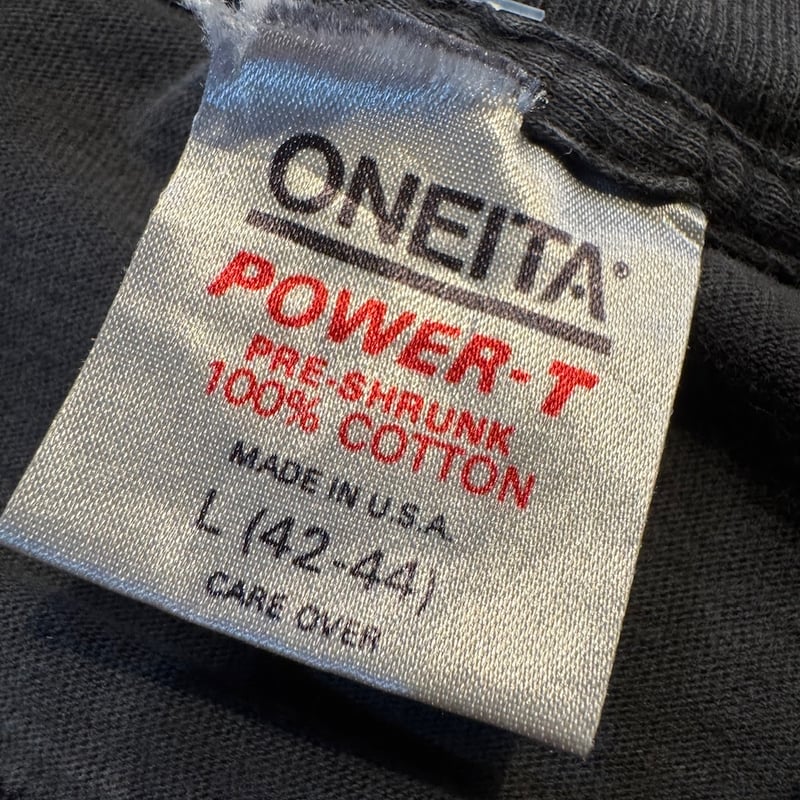 ONEITA®
POWER-T
PRE-SHRUNK
100% COTTON
MADE IN U.S.A.
L (42-44)
CARE OVER